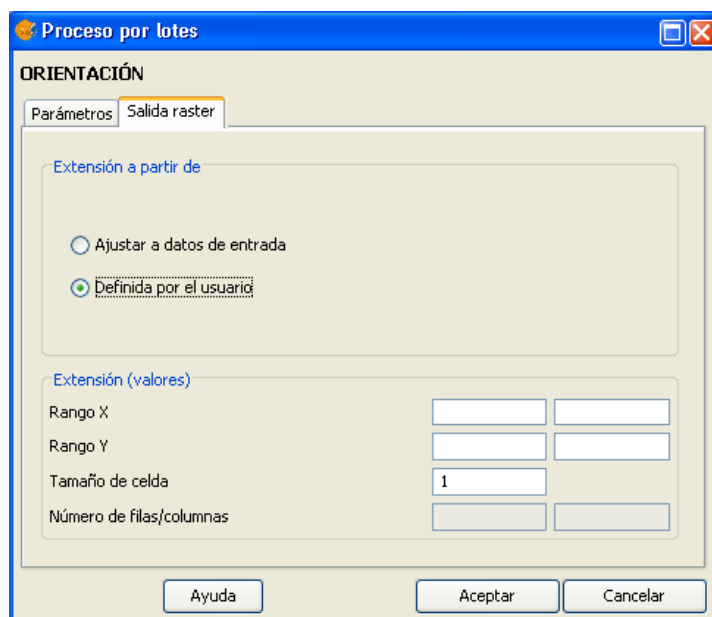 Proceso por lotes
ORIENTACIÓN
Parámetros
Salida raster
Extensión a partir de
Ajustar a datos de entrada
Definida por el usuario
Extensión (valores)
Rango X
Rango Y
Tamaño de celda
1
Número de filas/columnas
Ayuda
Aceptar
Cancelar